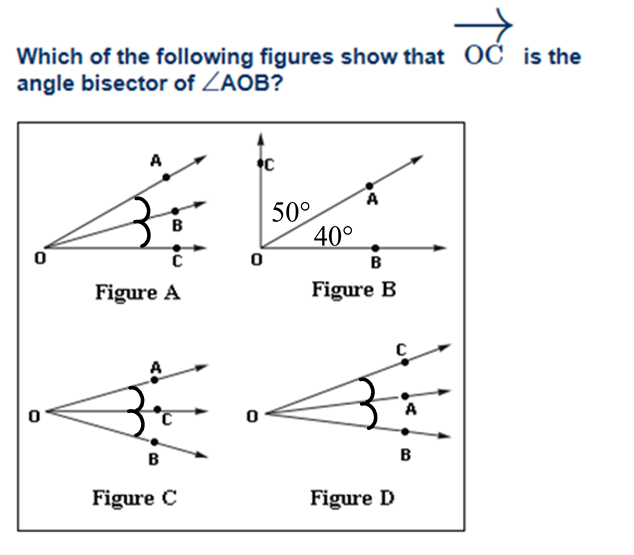 Which of the following figures show that OC is the
angle bisector of ∠AOB?
A
B
C
O
Figure A
C
50°
A
40°
O
B
Figure B
A
O
C
B
Figure C
C
O
A
B
Figure D